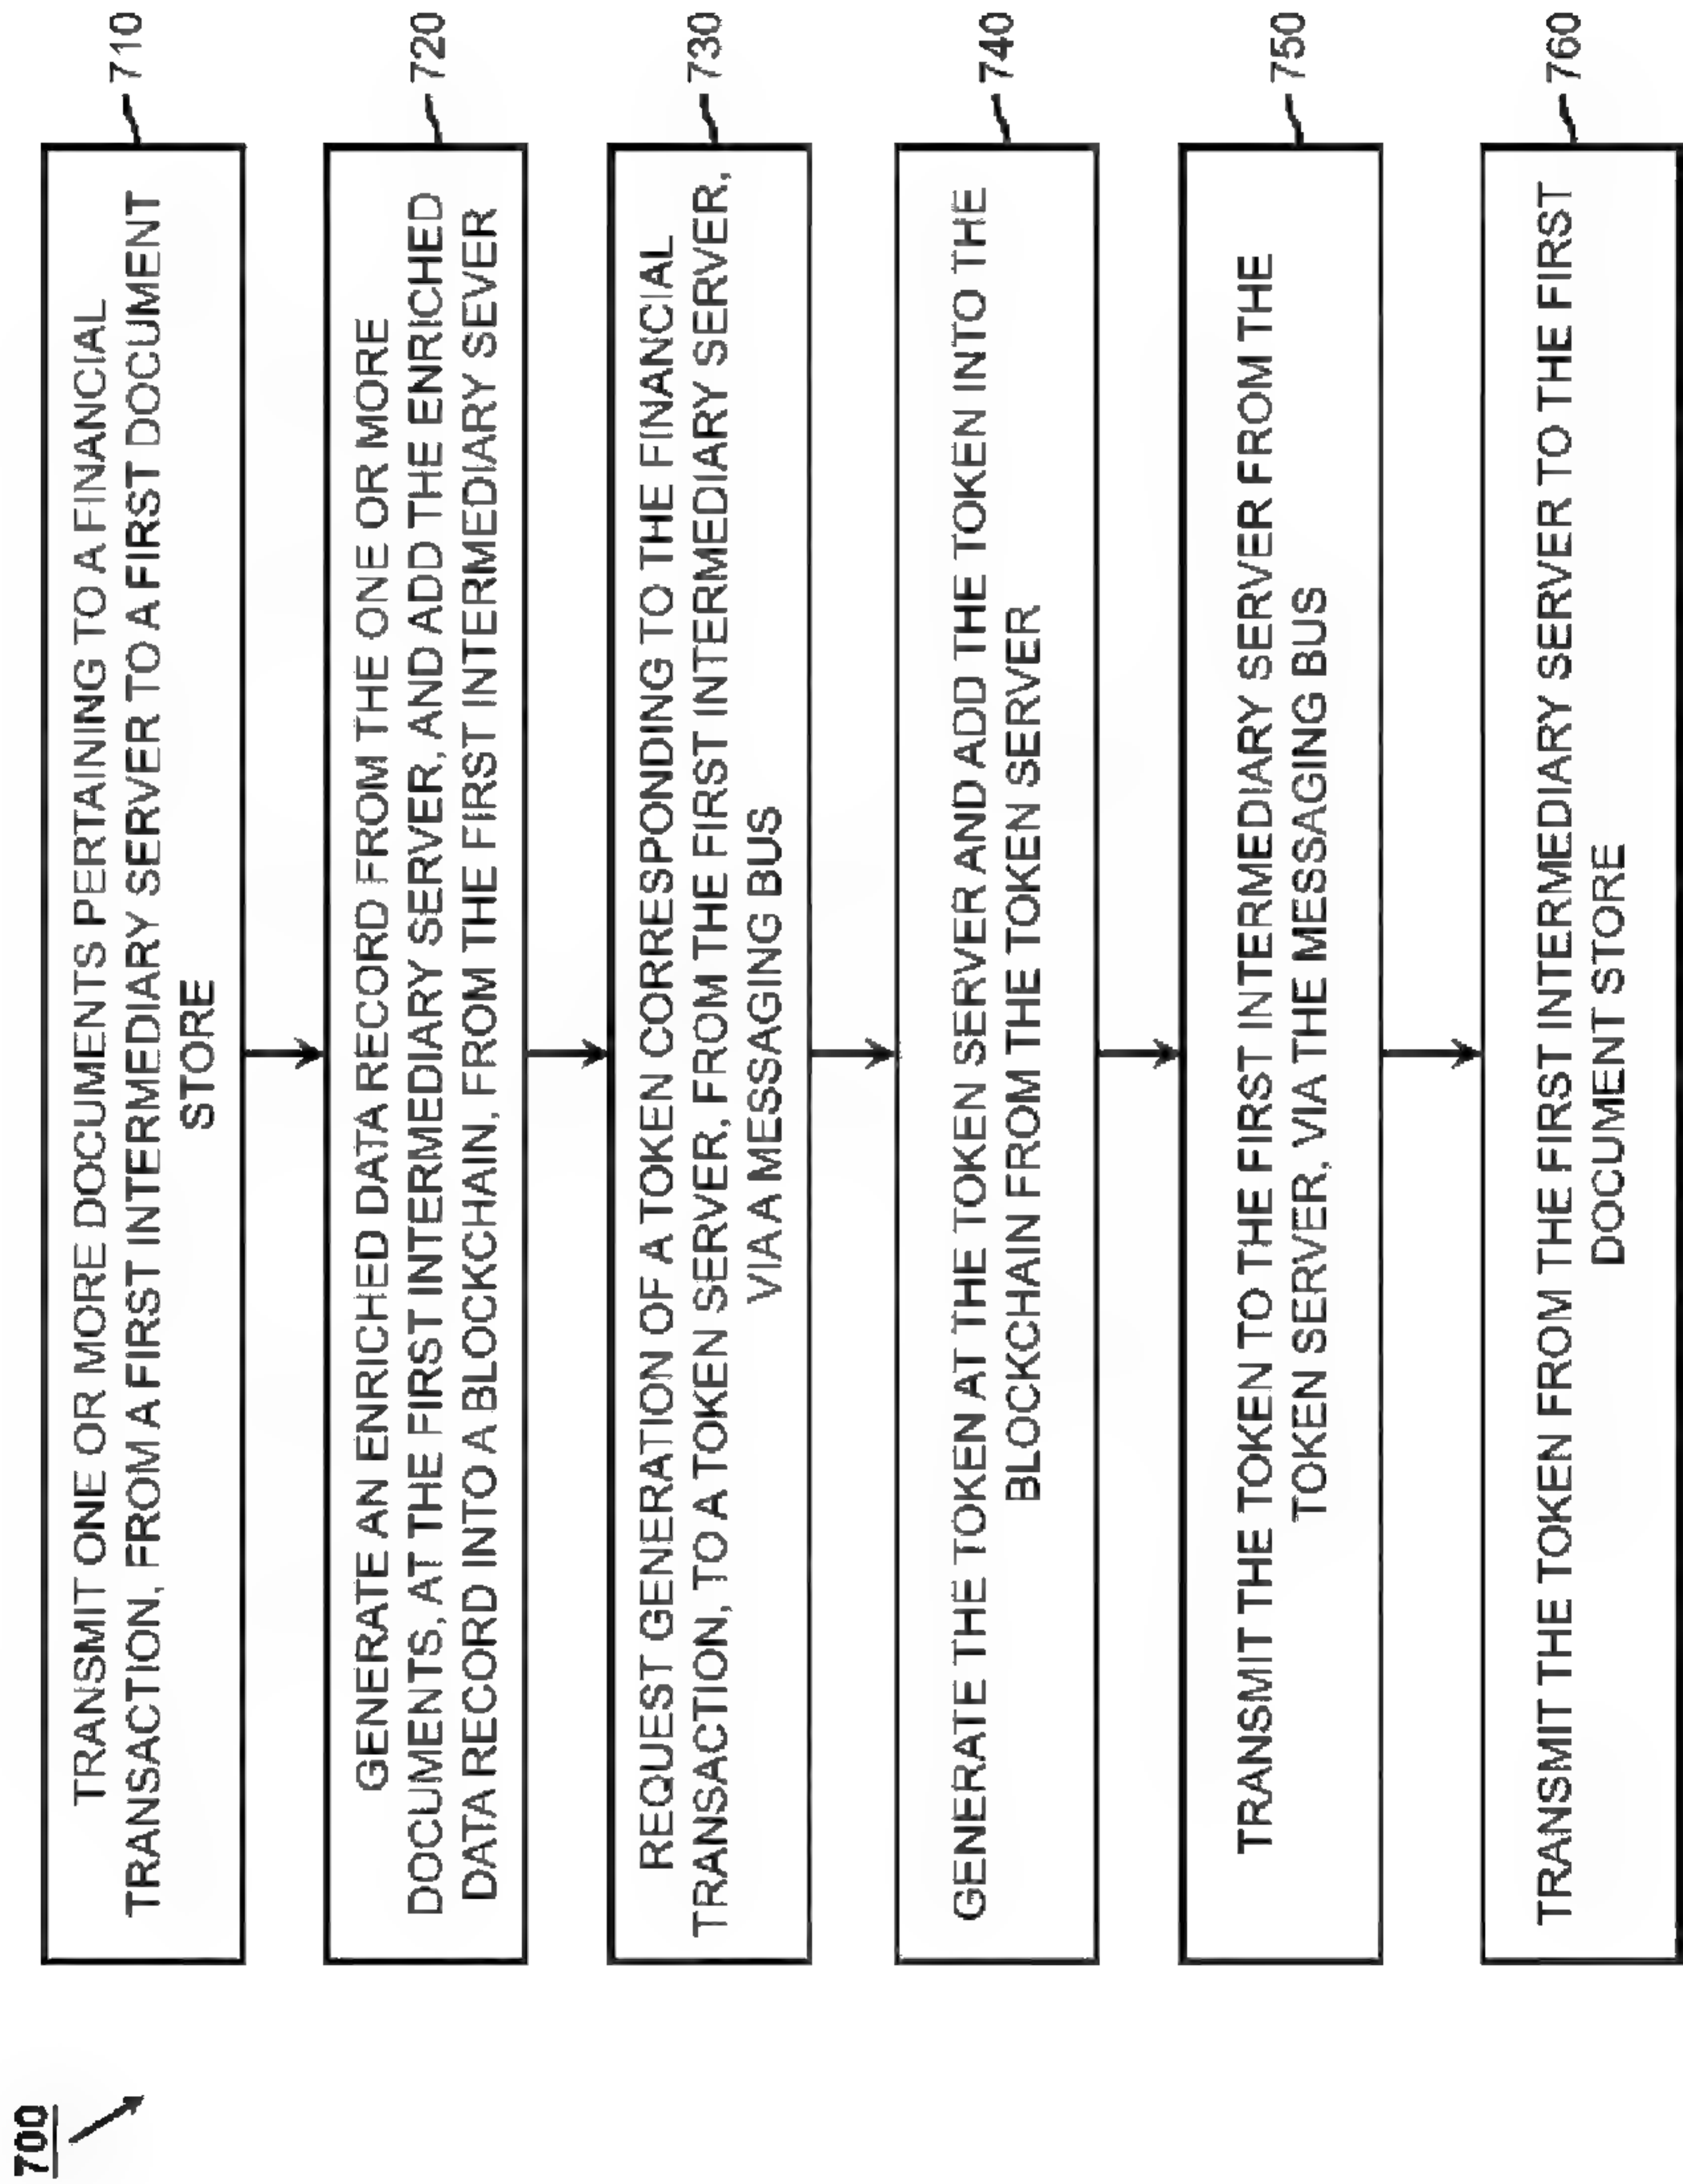 700
TRANSMIT ONE OR MORE DOCUMENTS PERTAINING TO A FINANCIAL
TRANSACTION, FROM A FIRST INTERMEDIARY SERVER TO A FIRST DOCUMENT
STORE
710
GENERATE AN ENRICHED DATA RECORD FROM THE ONE OR MORE
DOCUMENTS, AT THE FIRST INTERMEDIARY SERVER, AND ADD THE ENRICHED
DATA RECORD INTO A BLOCKCHAIN, FROM THE FIRST INTERMEDIARY SEVER
720
REQUEST GENERATION OF A TOKEN CORRESPONDING TO THE FINANCIAL
TRANSACTION, TO A TOKEN SERVER, FROM THE FIRST INTERMEDIARY SERVER,
VIA A MESSAGING BUS
730
GENERATE THE TOKEN AT THE TOKEN SERVER AND ADD THE TOKEN INTO THE
BLOCKCHAIN FROM THE TOKEN SERVER
740
TRANSMIT THE TOKEN TO THE FIRST INTERMEDIARY SERVER FROM THE
TOKEN SERVER, VIA THE MESSAGING BUS
750
TRANSMIT THE TOKEN FROM THE FIRST INTERMEDIARY SERVER TO THE FIRST
DOCUMENT STORE
760